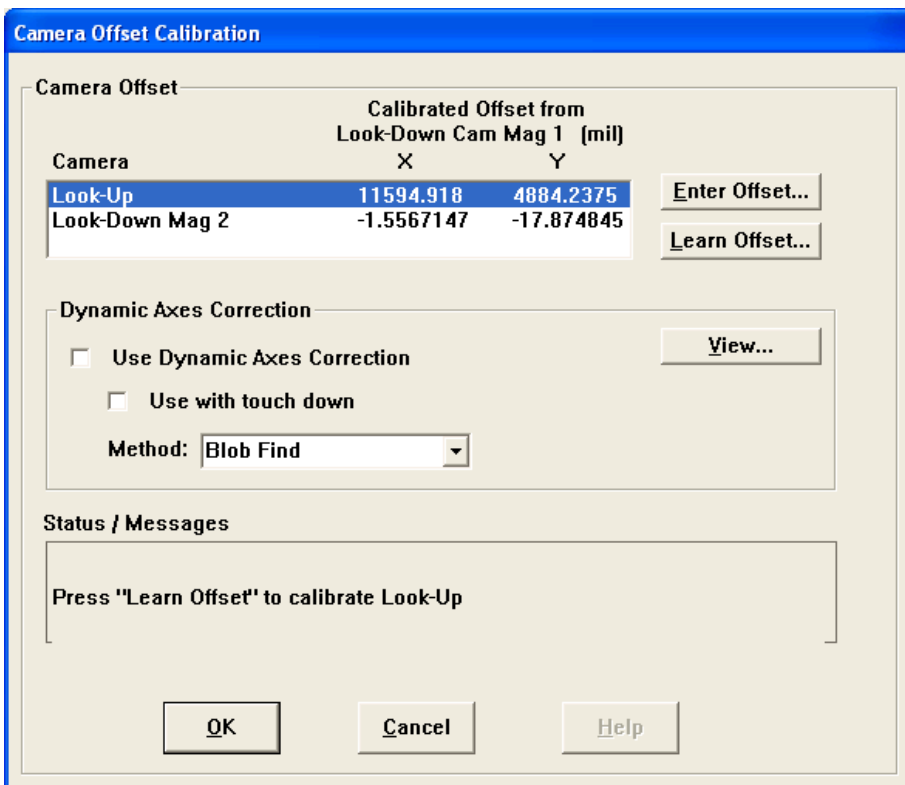 Camera Offset Calibration
Camera Offset
Calibrated Offset from
Look-Down Cam Mag 1 (mil)
Camera X Y
Look-Up 11594.918 4884.2375
Enter Offset...
Look-Down Mag 2 -1.5567147 -17.874845
Learn Offset...
Dynamic Axes Correction
Use Dynamic Axes Correction
View...
Use with touch down
Method: Blob Find
Status / Messages
Press "Learn Offset" to calibrate Look-Up
OK Cancel Help